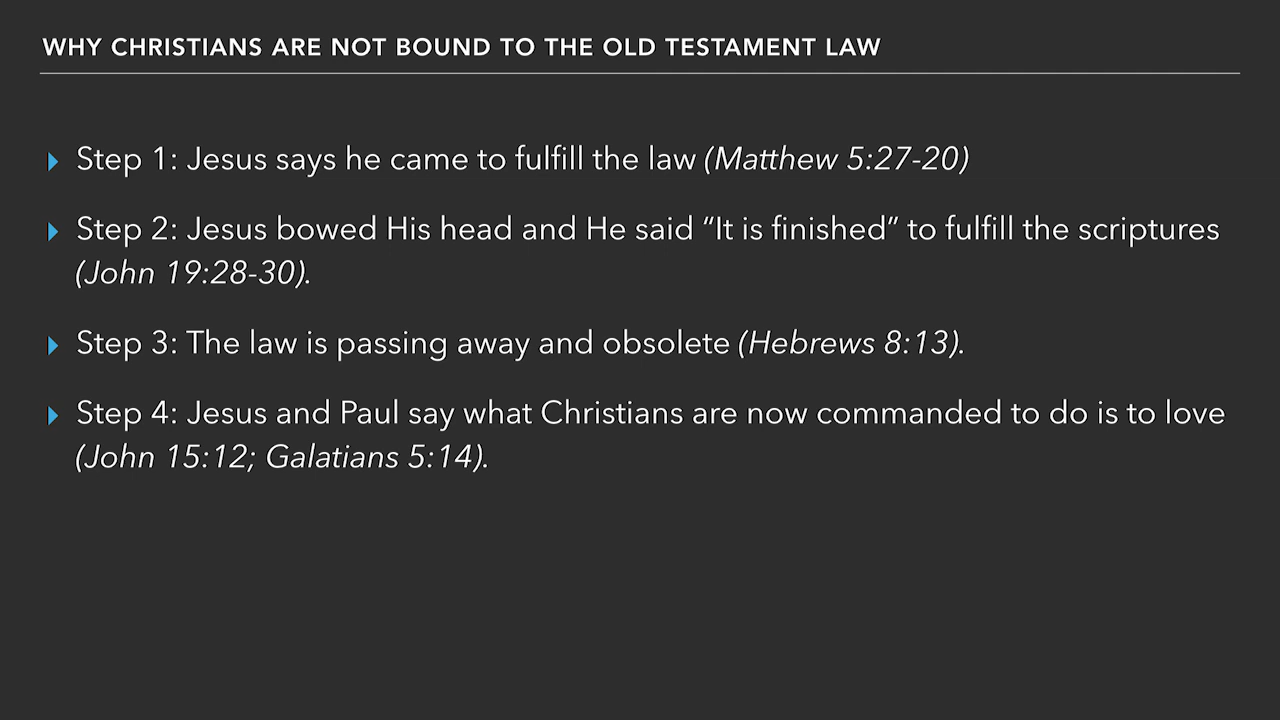 WHY CHRISTIANS ARE NOT BOUND TO THE OLD TESTAMENT LAW
Step 1: Jesus says he came to fulfill the law (Matthew 5:27-20)
Step 2: Jesus bowed His head and He said “It is finished” to fulfill the scriptures
(John 19:28-30).
Step 3: The law is passing away and obsolete (Hebrews 8:13).
Step 4: Jesus and Paul say what Christians are now commanded to do is to love
(John 15:12; Galatians 5:14).